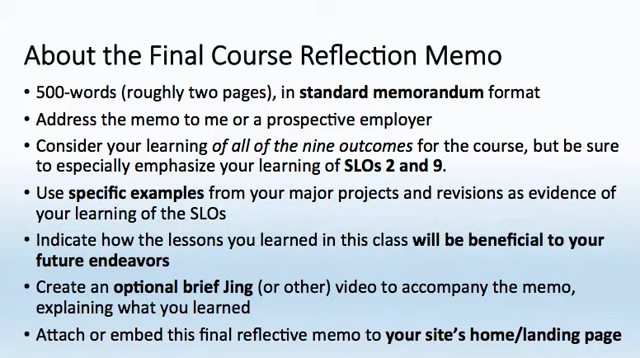 About the Final Course Reflection Memo
• 500-words (roughly two pages), in standard memorandum format
• Address the memo to me or a prospective employer
• Consider your learning of all of the nine outcomes for the course, but be sure
to especially emphasize your learning of SLOs 2 and 9.
• Use specific examples from your major projects and revisions as evidence of
your learning of the SLOs
• Indicate how the lessons you learned in this class will be beneficial to your
future endeavors
• Create an optional brief Jing (or other) video to accompany the memo,
explaining what you learned
• Attach or embed this final reflective memo to your site's home/landing page